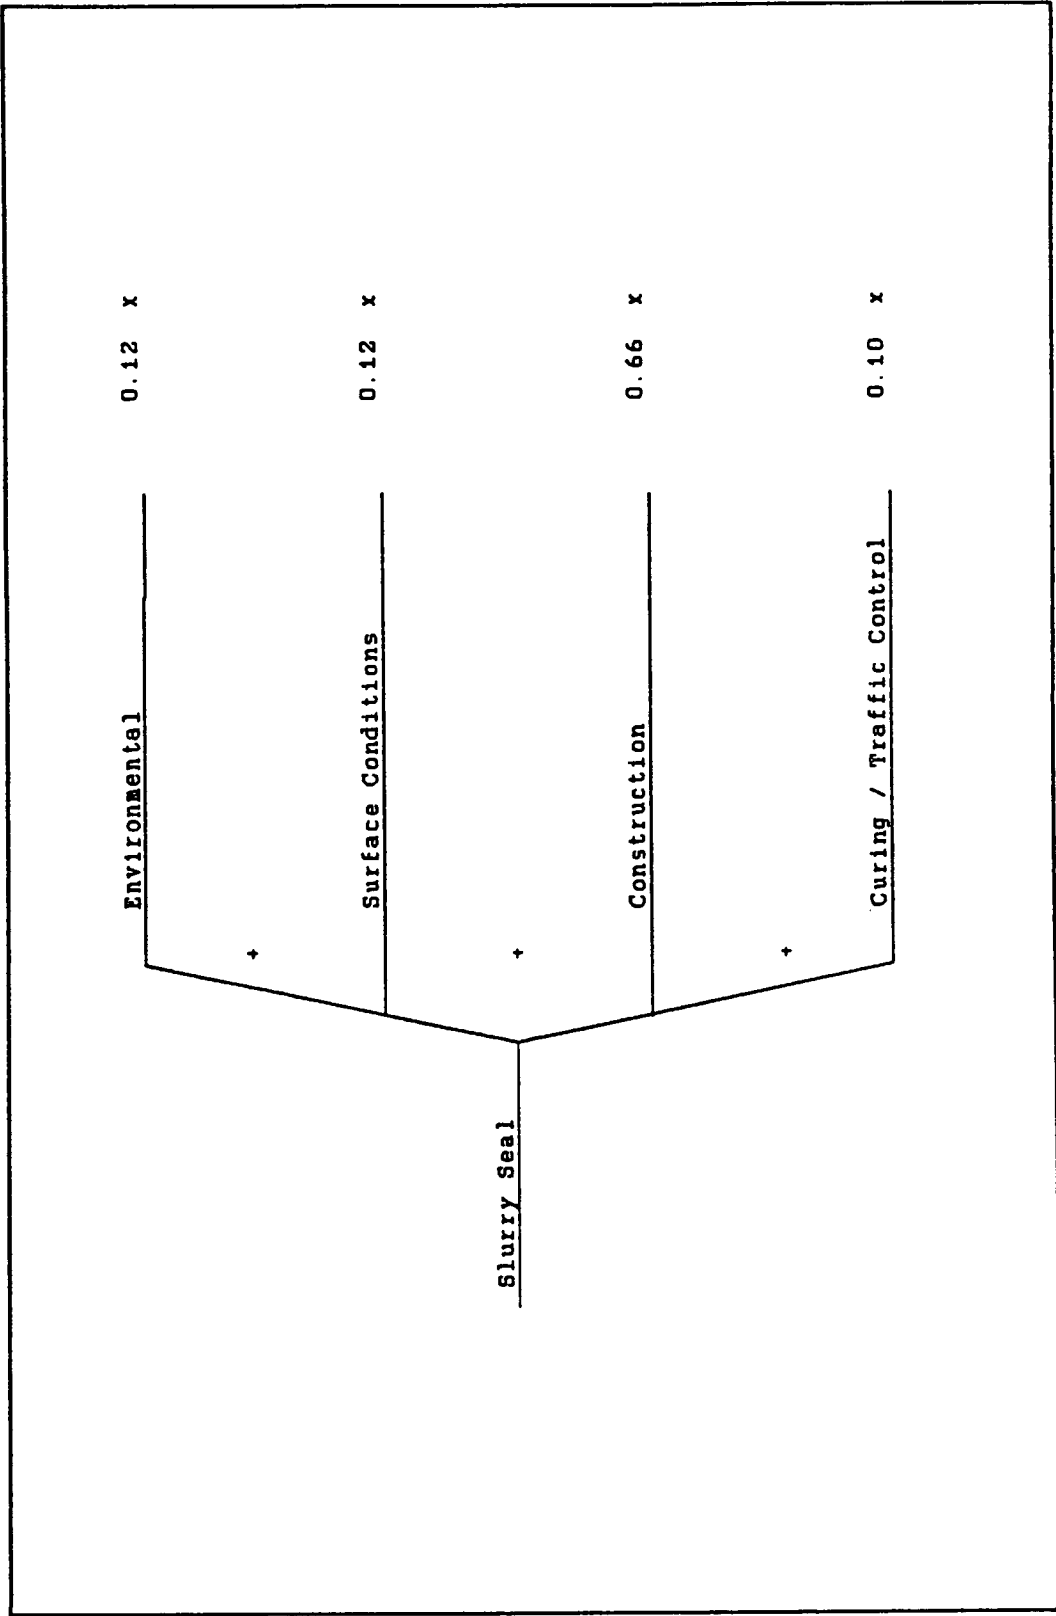 Environmental 0.12 x
+
Surface Conditions 0.12 x
Slurry Seal +
Construction 0.66 x
+
Curing / Traffic Control 0.10 x